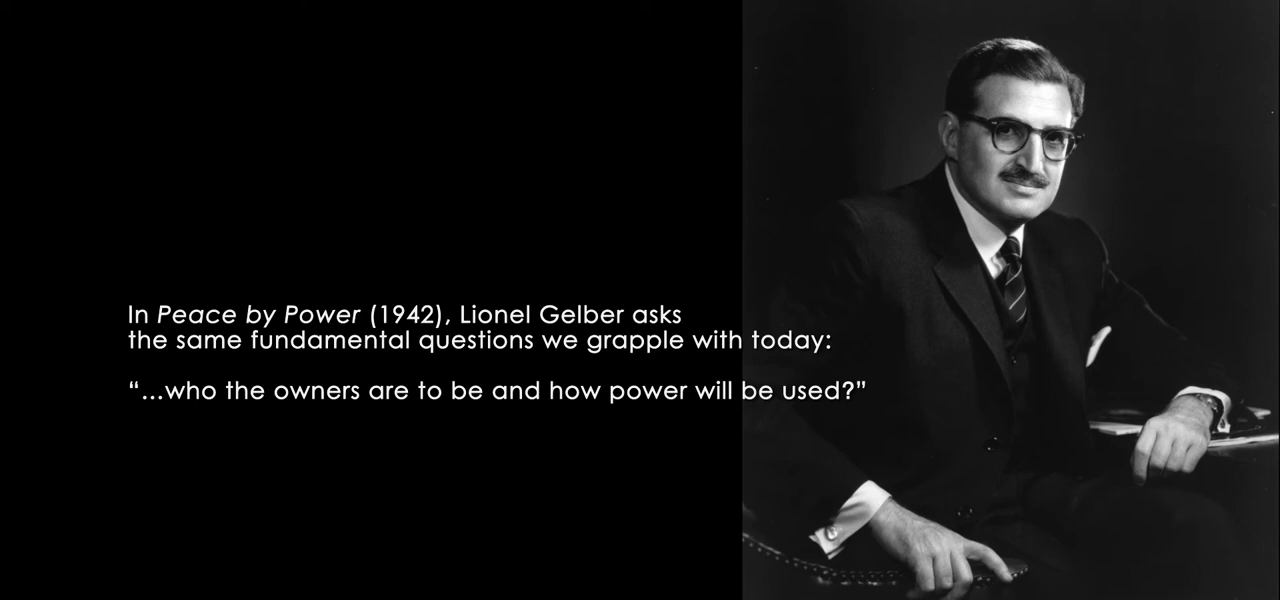 In Peace by Power (1942), Lionel Gelber asks
the same fundamental questions we grapple with today:
“...who the owners are to be and how power will be used?”